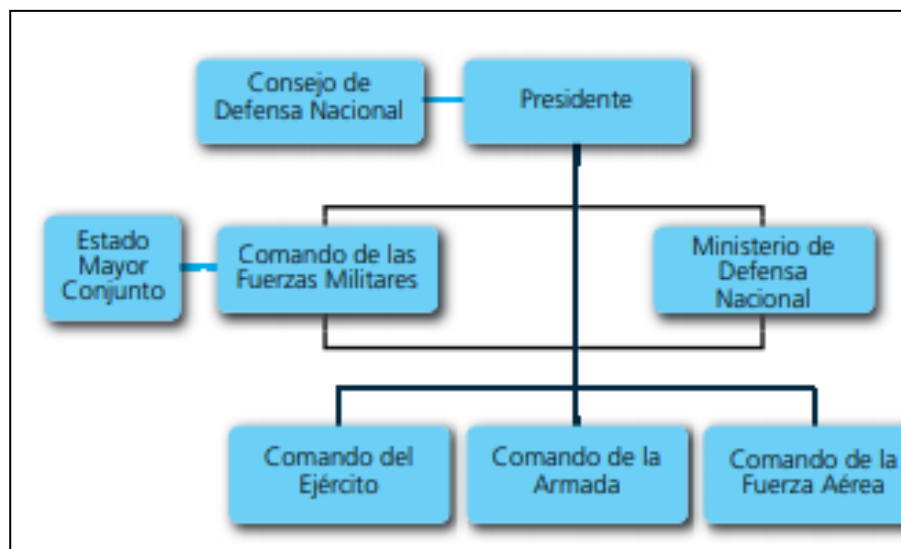 Consejo de
Defensa Nacional
Presidente
Estado
Mayor
Conjunto
Comando de las
Fuerzas Militares
Ministerio de
Defensa
Nacional
Comando del
Ejército
Comando de la
Armada
Comando de la
Fuerza Aérea